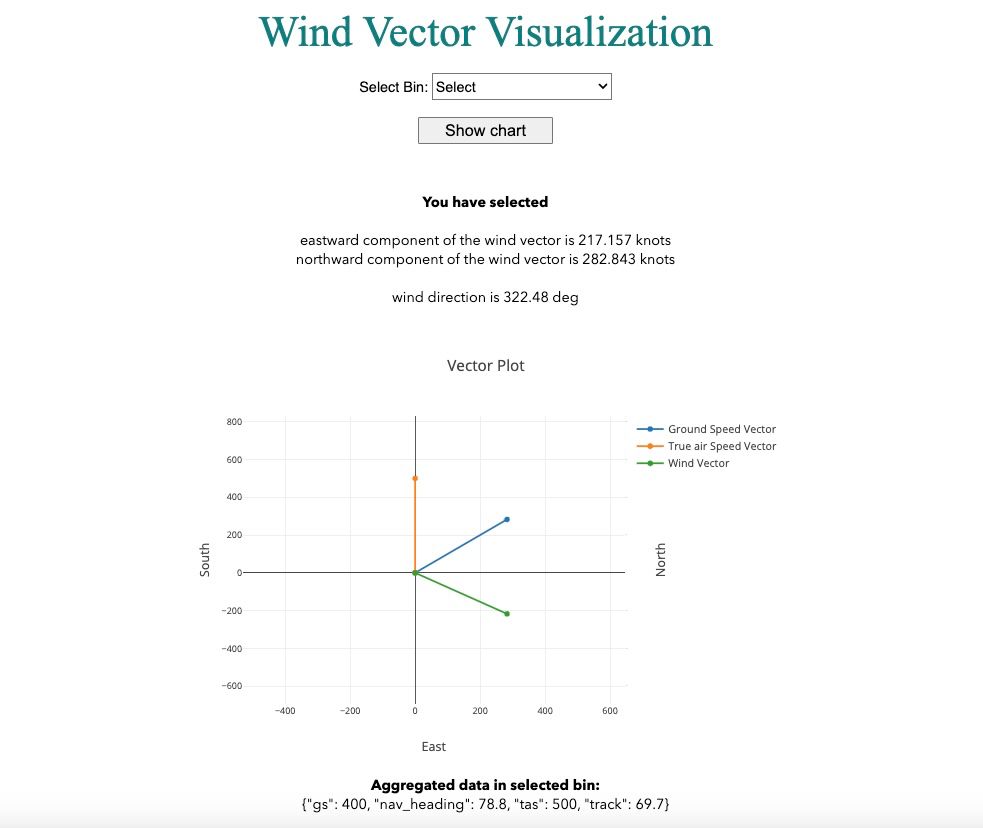 Wind Vector Visualization
Select Bin: Select
Show chart
You have selected
eastward component of the wind vector is 217.157 knots
northward component of the wind vector is 282.843 knots
wind direction is 322.48 deg
Vector Plot
800
600
400
200
0
−200
−400
−600
South
−400 −200 0 200 400 600
East
North
Ground Speed Vector
True air Speed Vector
Wind Vector
Aggregated data in selected bin:
{"gs": 400, "nav_heading": 78.8, "tas": 500, "track": 69.7}